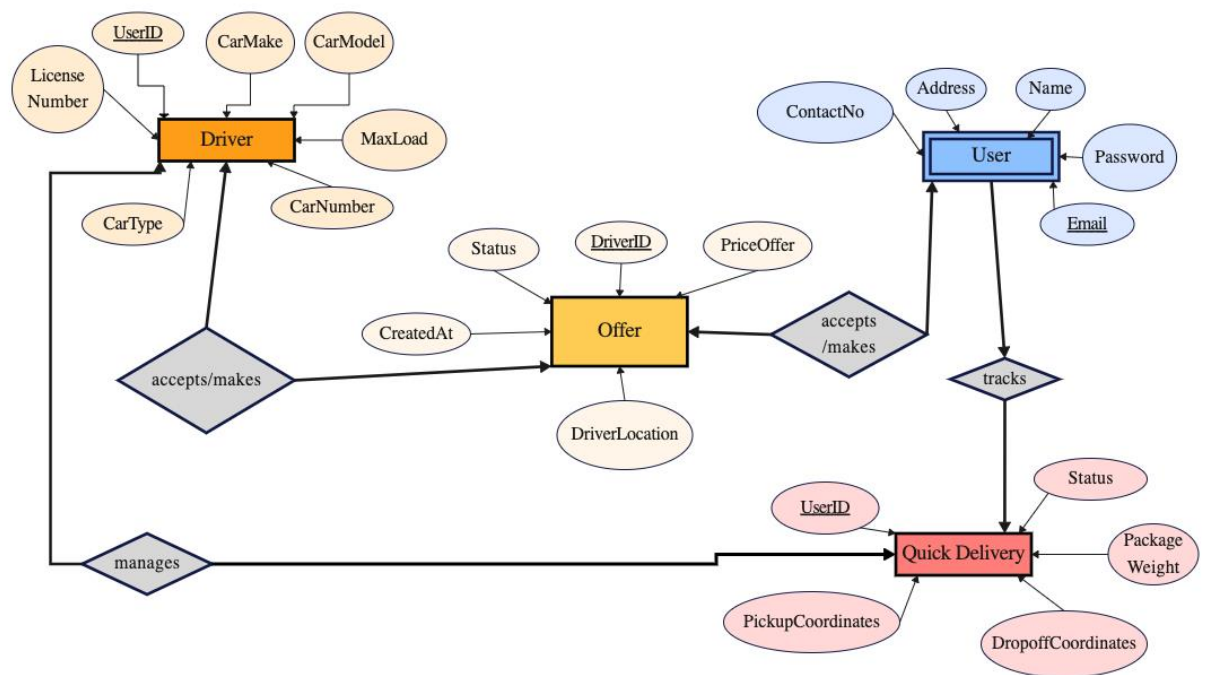 UserID
CarMake
CarModel
License
Number
Driver
MaxLoad
CarType
CarNumber
Address
Name
ContactNo
User
Password
Email
Status
DriverID
PriceOffer
CreatedAt
Offer
DriverLocation
accepts
/makes
accepts/makes
tracks
UserID
Status
Quick Delivery
Package
Weight
manages
PickupCoordinates
DropoffCoordinates